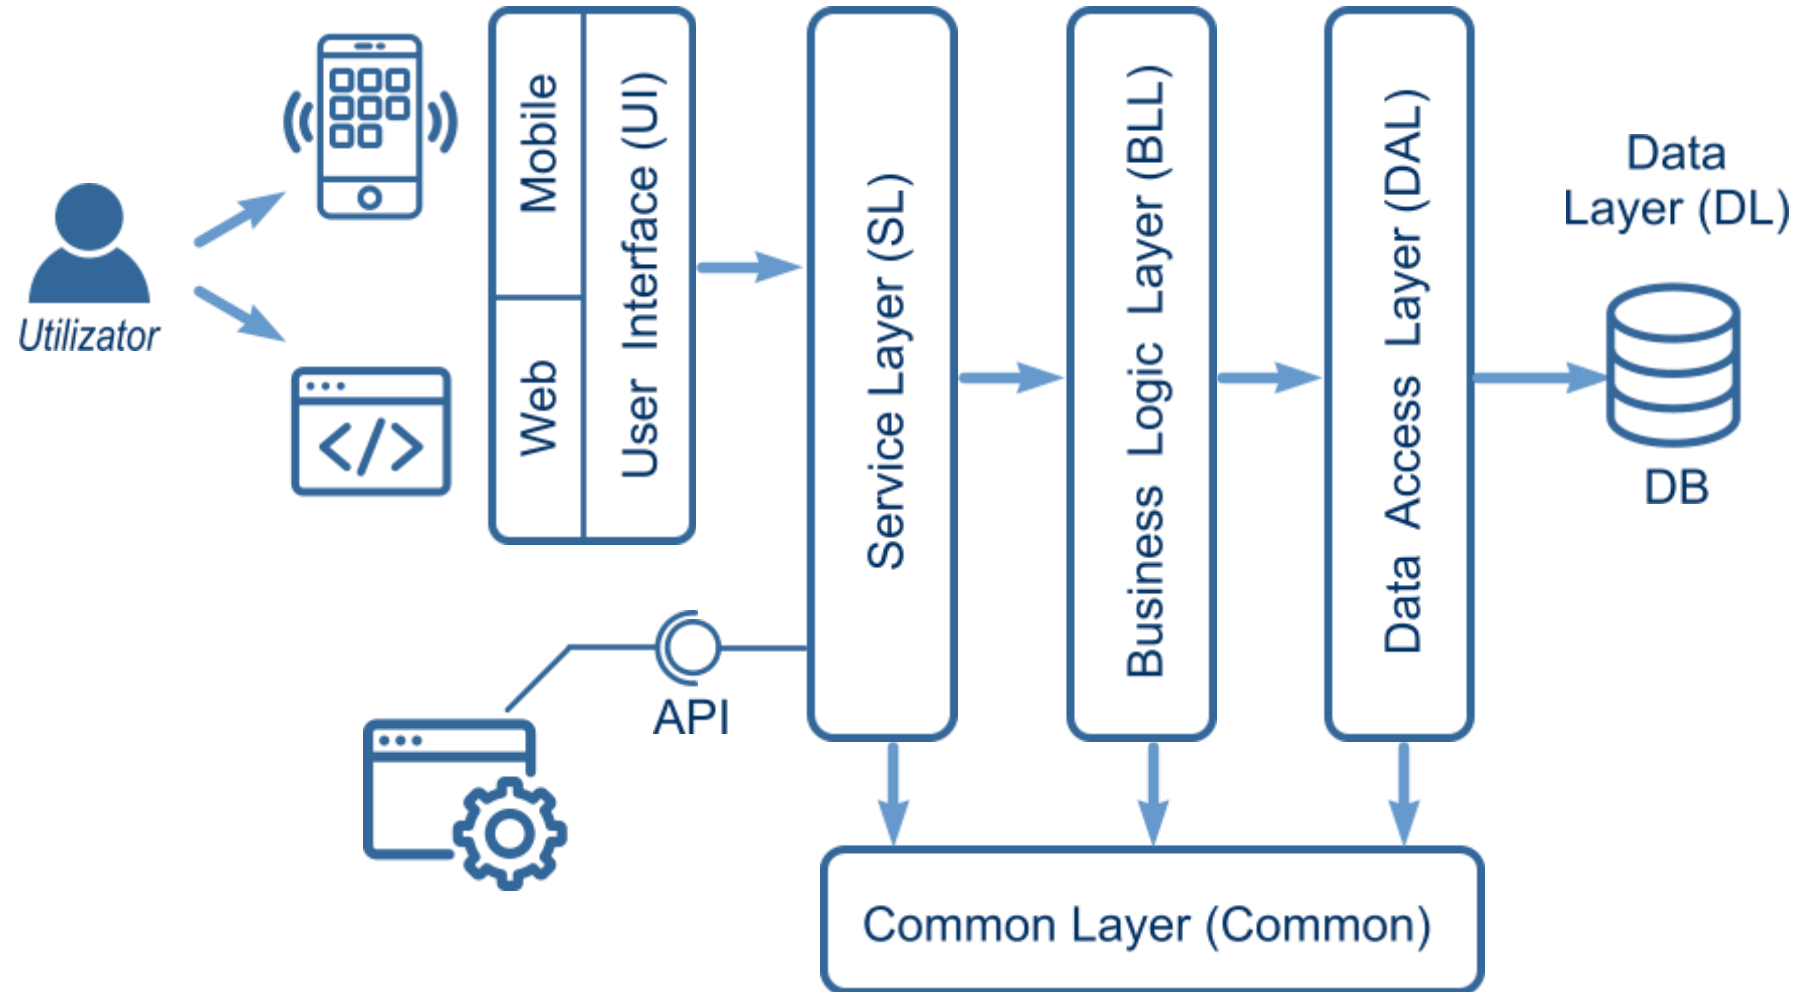 Utilizator
Mobile
Web
User Interface (UI)
Service Layer (SL)
Business Logic Layer (BLL)
Data Access Layer (DAL)
Data
Layer (DL)
DB
API
Common Layer (Common)